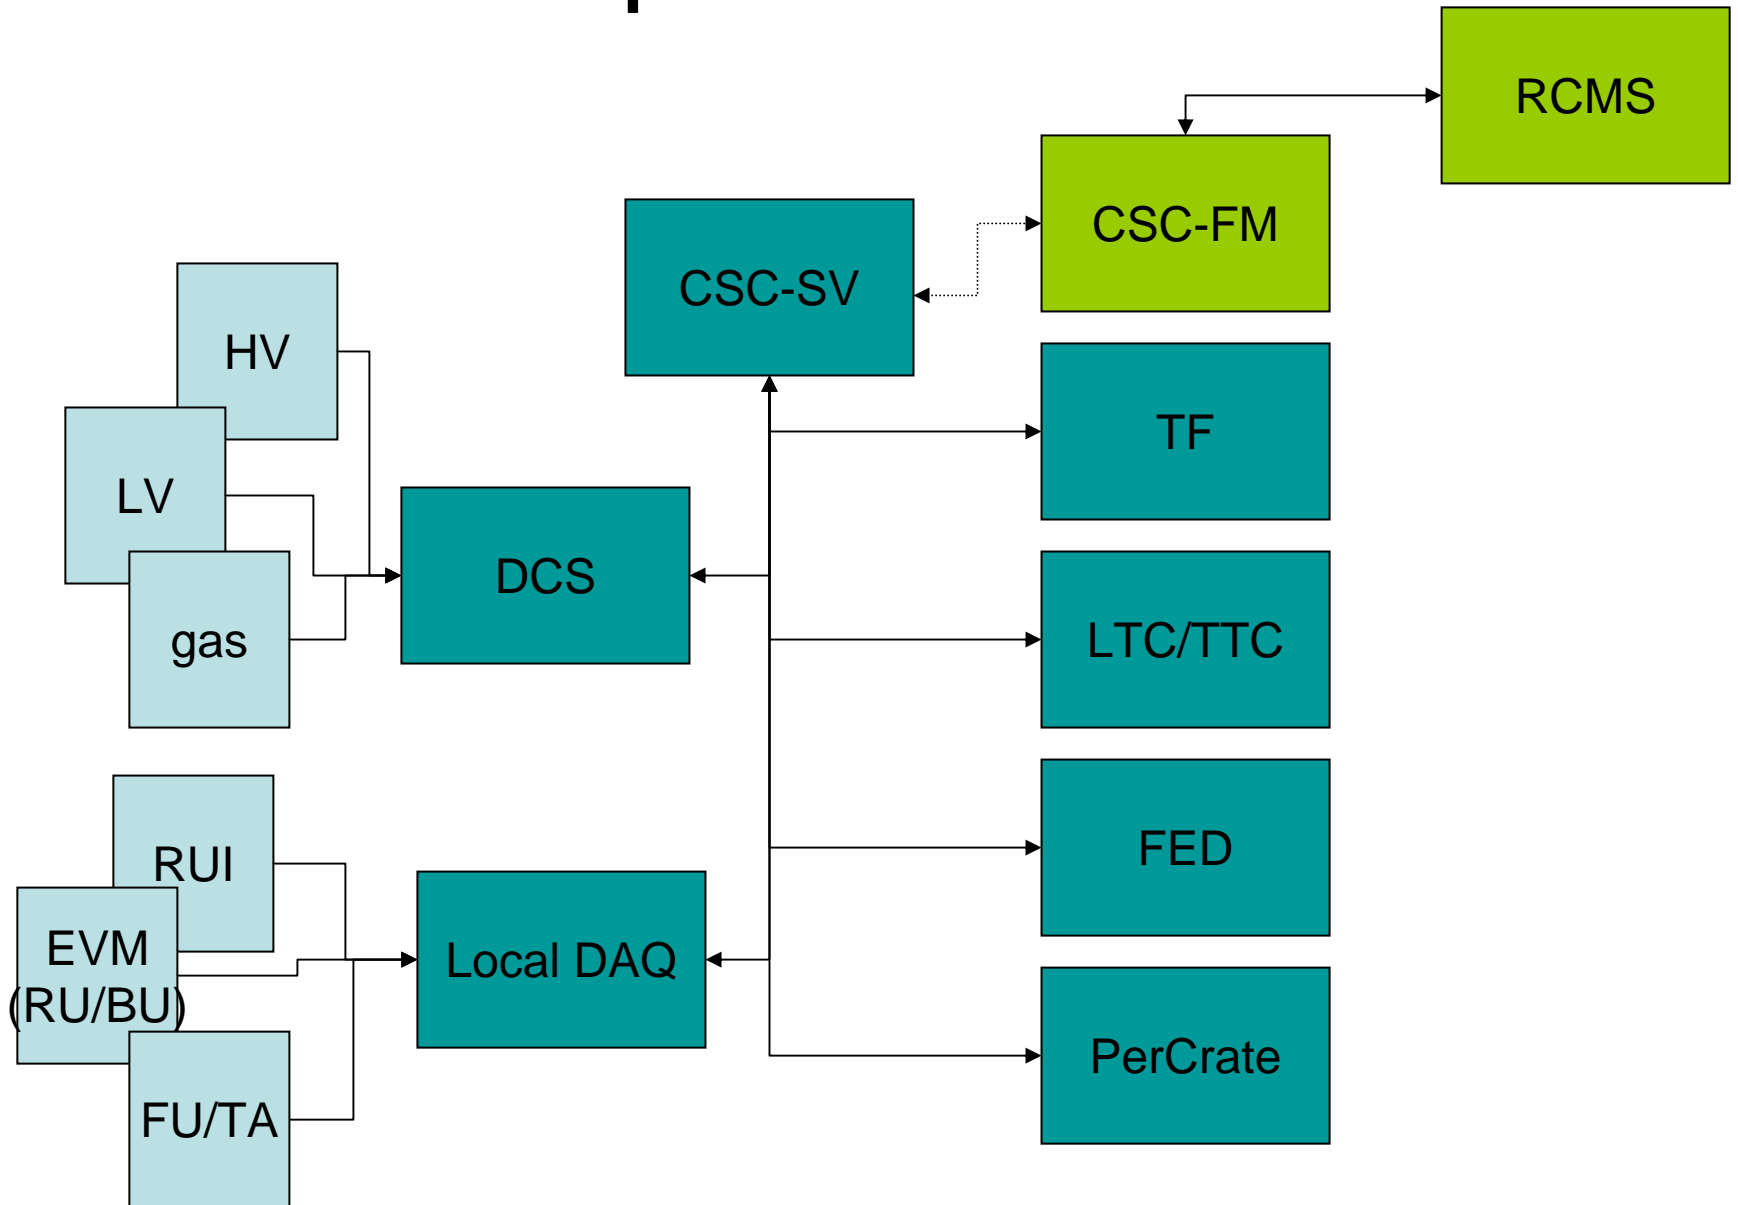 RCMS
CSC-FM
CSC-SV
HV
TF
LV
DCS
gas
LTC/TTC
RUI
FED
EVM
(RU/BU)
Local DAQ
PerCrate
FU/TA